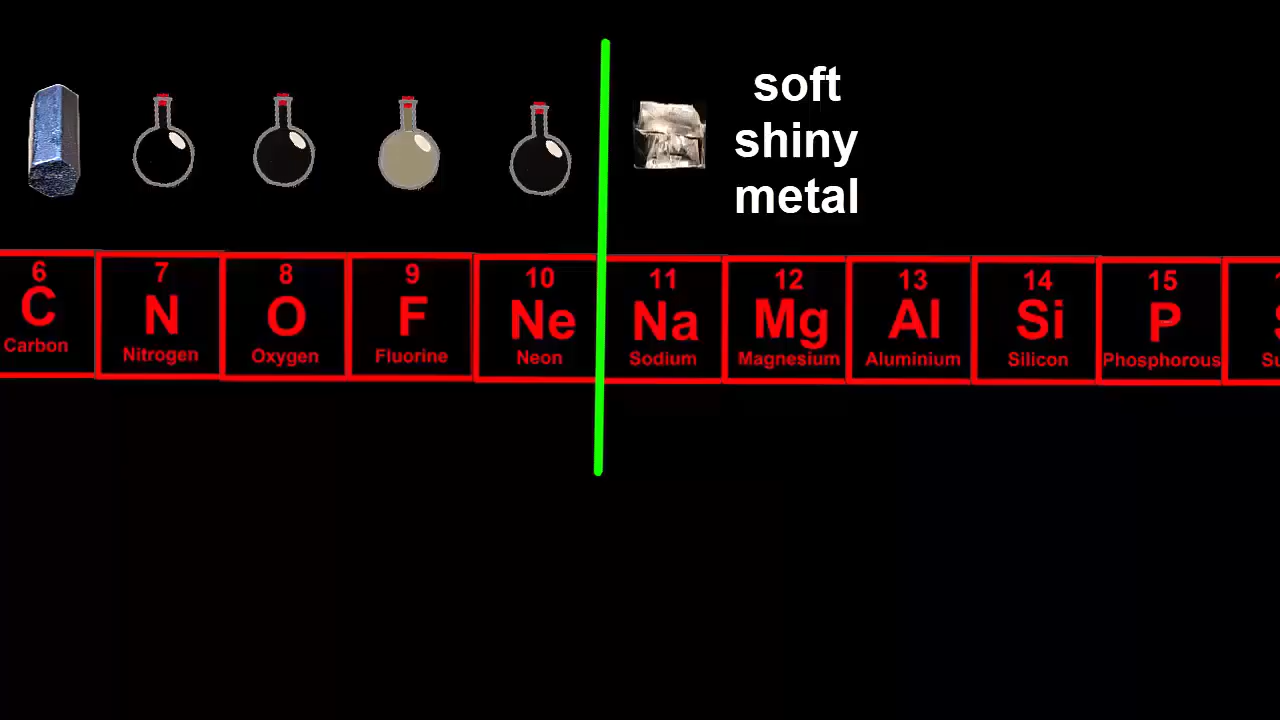 soft
shiny
metal
6 7 8 9 10 11 12 13 14 15
C N O F Ne Na Mg Al Si P
Carbon Nitrogen Oxygen Fluorine Neon Sodium Magnesium Aluminium Silicon Phosphorous